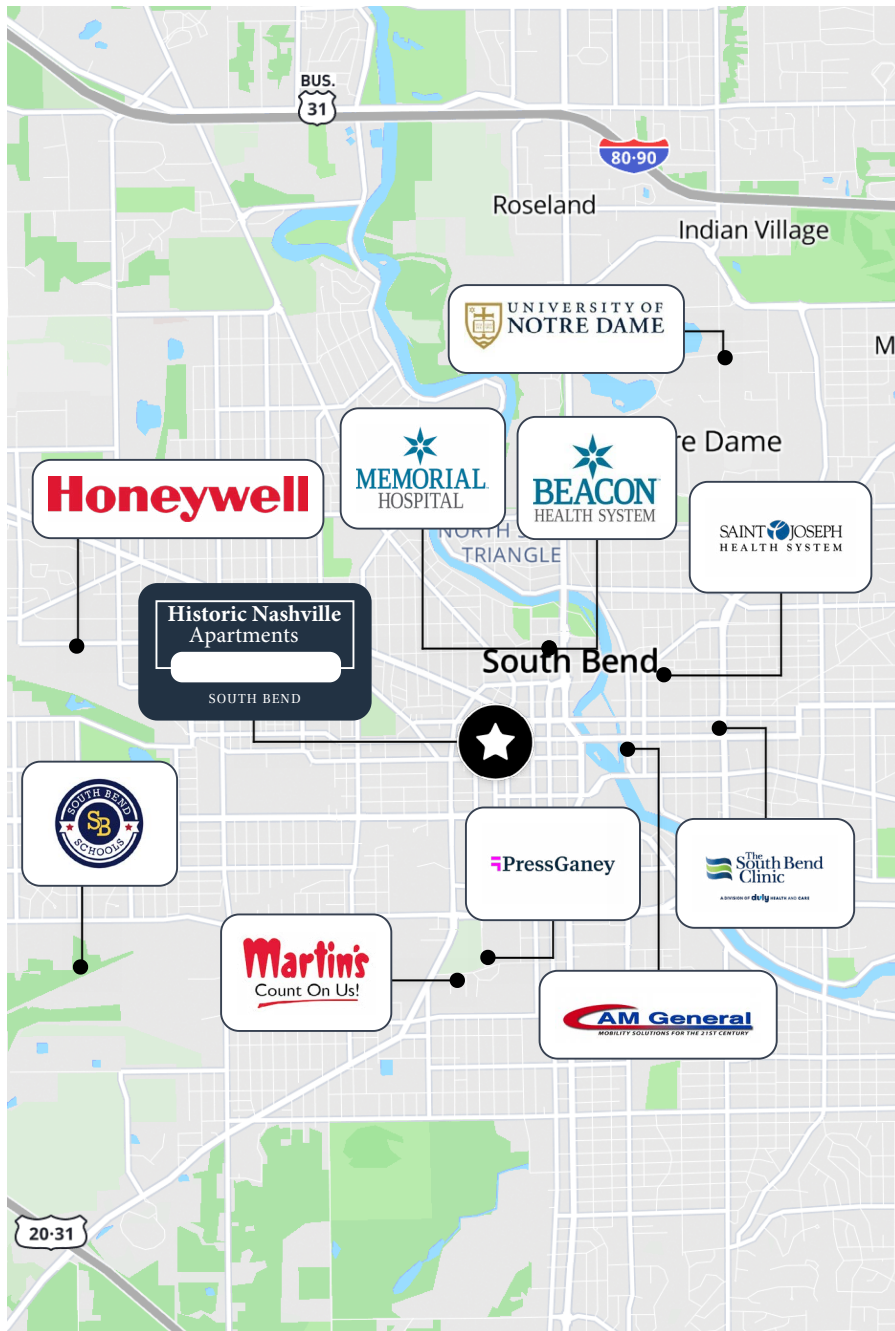 BUS.
31
80·90
Roseland
Indian Village
UNIVERSITY OF
NOTRE DAME
M
re Dame
MEMORIAL
HOSPITAL
BEACON
HEALTH SYSTEM
Honeywell
SAINT JOSEPH
HEALTH SYSTEM
NORTH S
TRIANGLE
Historic Nashville
Apartments
SOUTH BEND
South Bend
SOUTH BEND
SB
SCHOOLS
PressGaney
The
South Bend
Clinic
A DIVISION OF duly HEALTH AND CARE
Martin's
Count On Us!
AM General
MOBILITY SOLUTIONS FOR THE 21ST CENTURY
20·31